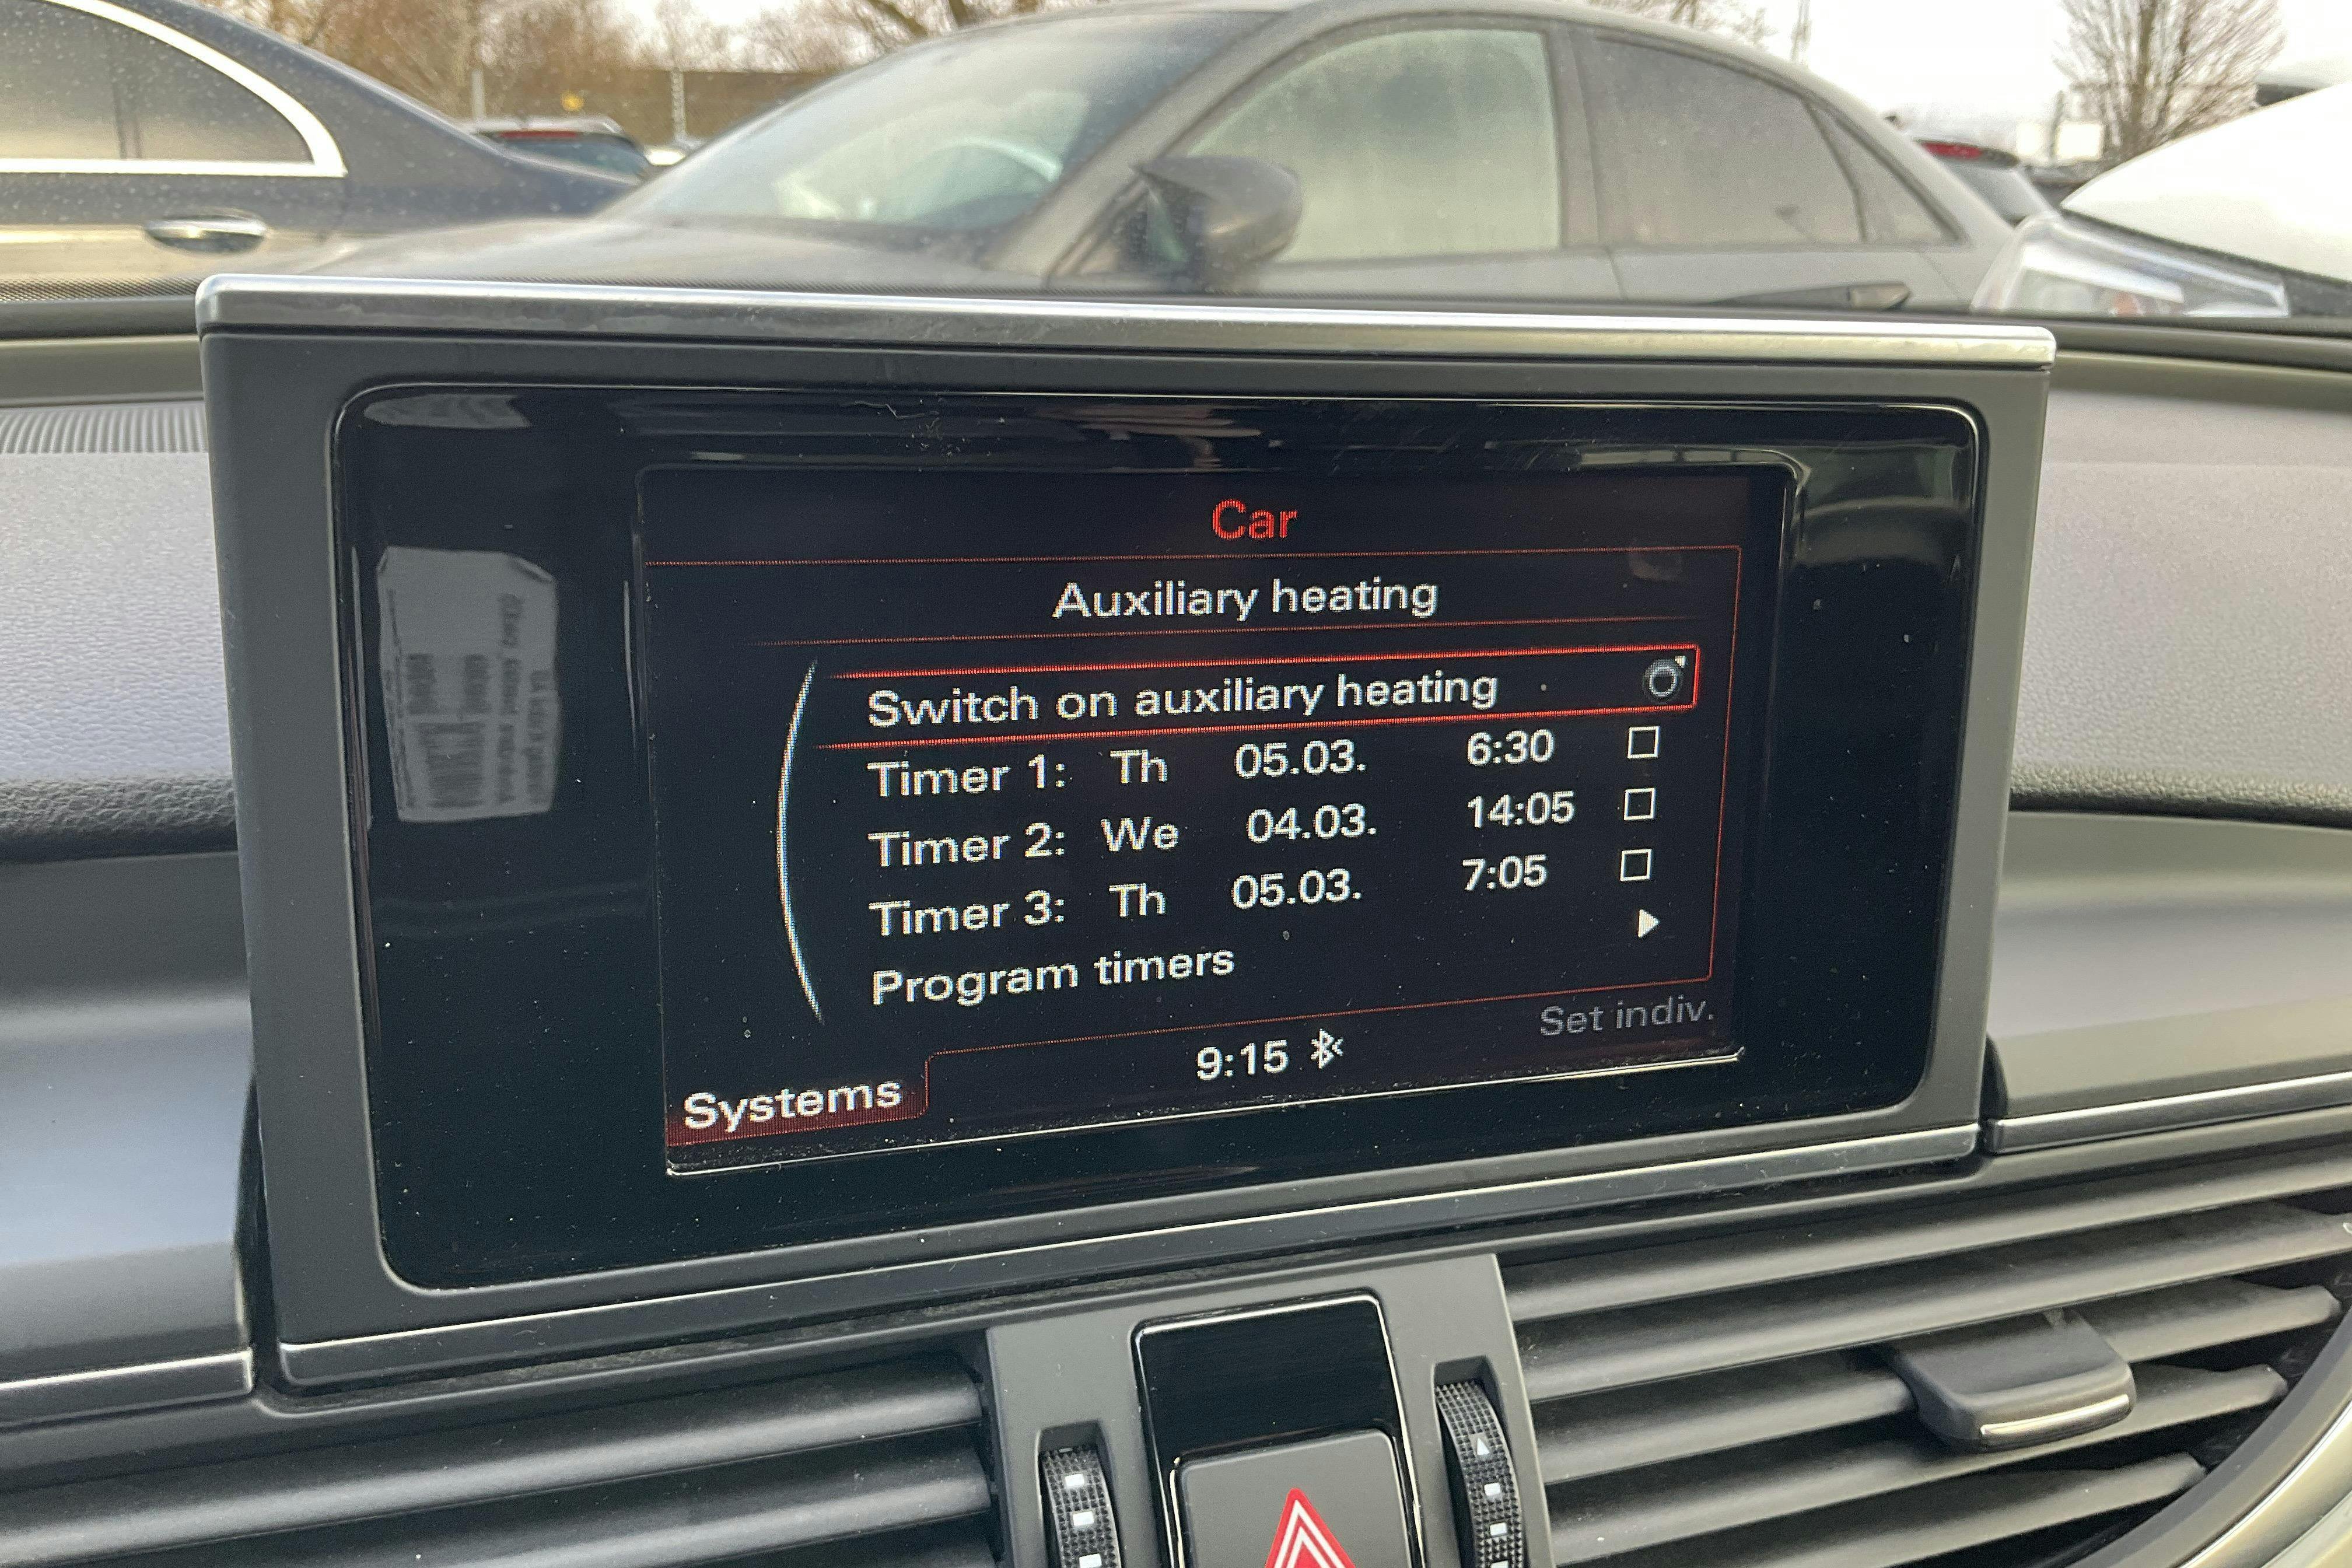 Car
Auxiliary heating
Switch on auxiliary heating
Timer 1: Th 05.03. 6:30
Timer 2: We 04.03. 14:05
Timer 3: Th 05.03. 7:05
Program timers
Set indiv.
9:15
Systems